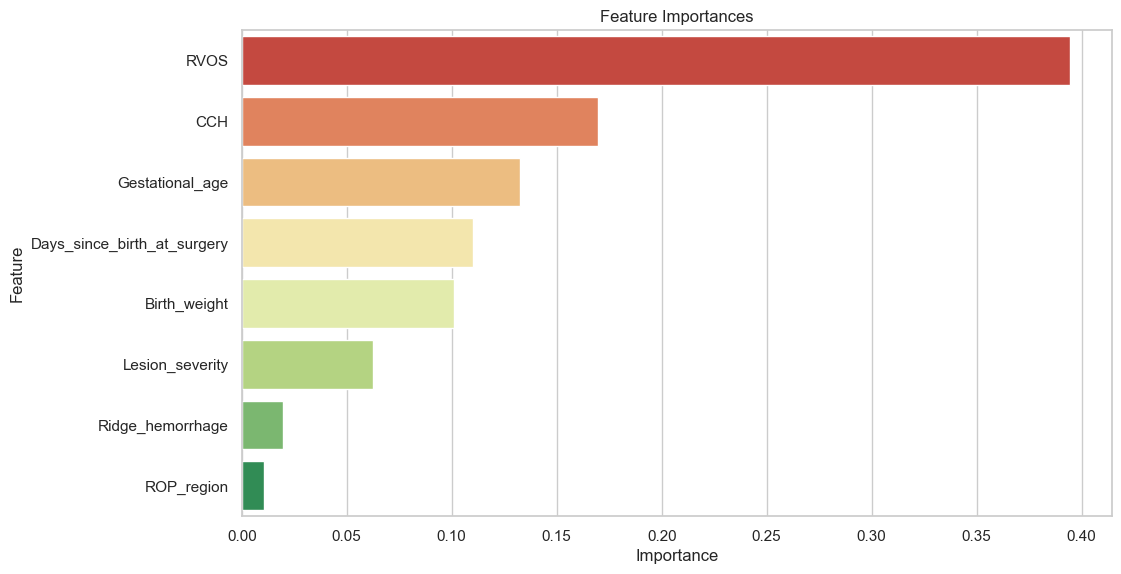 Feature Importances
RVOS
CCH
Gestational_age
Days_since_birth_at_surgery
Birth_weight
Lesion_severity
Ridge_hemorrhage
ROP_region
Feature
0.00 0.05 0.10 0.15 0.20 0.25 0.30 0.35 0.40
Importance